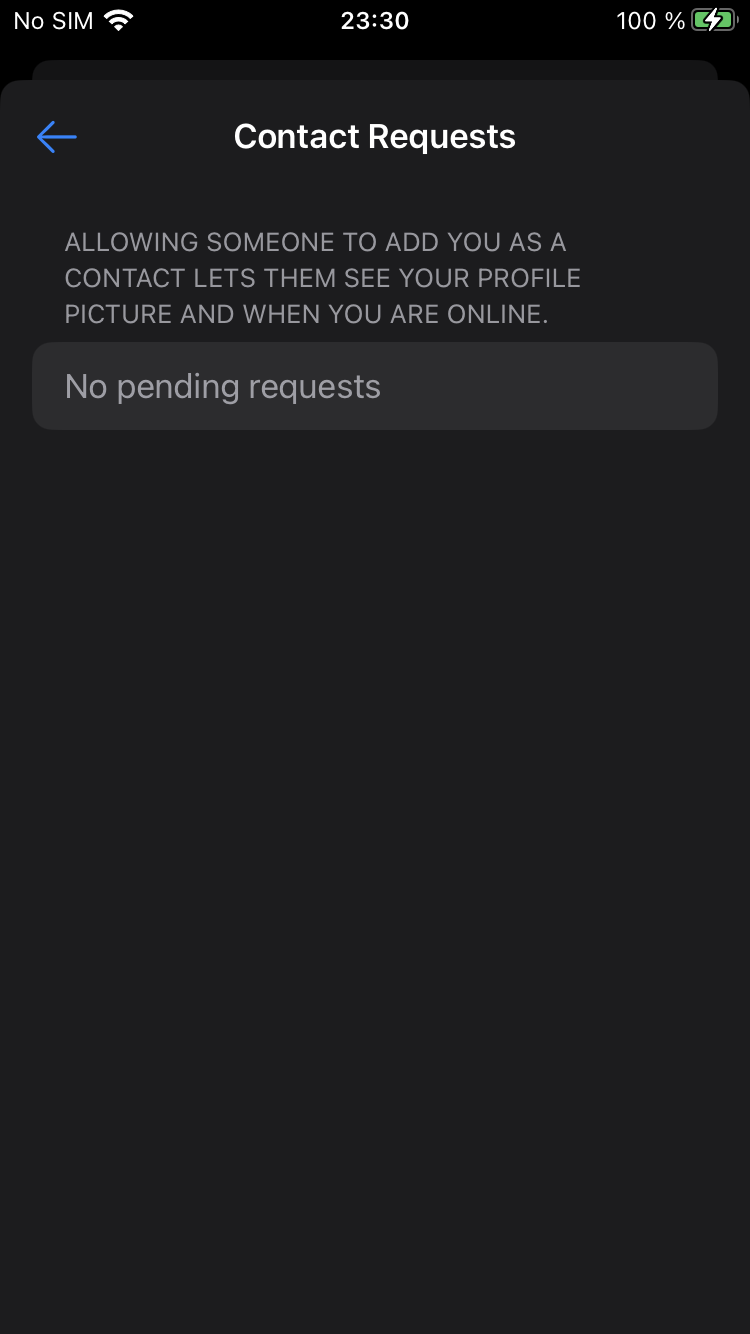 No SIM 23:30 100 %
Contact Requests
ALLOWING SOMEONE TO ADD YOU AS A
CONTACT LETS THEM SEE YOUR PROFILE
PICTURE AND WHEN YOU ARE ONLINE.
No pending requests